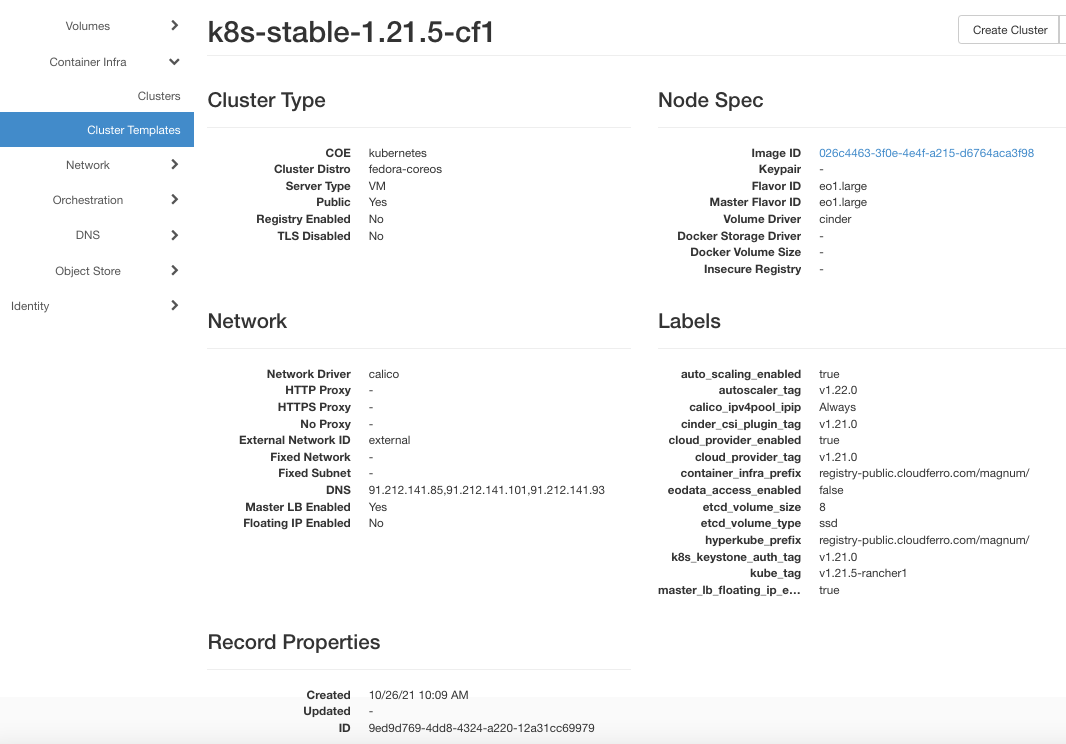 Volumes
Container Infra
Clusters
Cluster Templates
Network
Orchestration
DNS
Object Store
Identity
k8s-stable-1.21.5-cf1
Create Cluster
Cluster Type
COE kubernetes
Cluster Distro fedora-coreos
Server Type VM
Public Yes
Registry Enabled No
TLS Disabled No
Node Spec
Image ID 026c4463-3f0e-4e4f-a215-d6764aca3f98
Keypair -
Flavor ID eo1.large
Master Flavor ID eo1.large
Volume Driver cinder
Docker Storage Driver -
Docker Volume Size -
Insecure Registry -
Network
Network Driver calico
HTTP Proxy -
HTTPS Proxy -
No Proxy -
External Network ID external
Fixed Network -
Fixed Subnet -
DNS 91.212.141.85,91.212.141.101,91.212.141.93
Master LB Enabled Yes
Floating IP Enabled No
Labels
auto_scaling_enabled true
autoscaler_tag v1.22.0
calico_ipv4pool_ipip Always
cinder_csi_plugin_tag v1.21.0
cloud_provider_enabled true
cloud_provider_tag v1.21.0
container_infra_prefix registry-public.cloudferro.com/magnum/
eodata_access_enabled false
etcd_volume_size 8
etcd_volume_type ssd
hyperkube_prefix registry-public.cloudferro.com/magnum/
k8s_keystone_auth_tag v1.21.0
kube_tag v1.21.5-rancher1
master_lb_floating_ip_e... true
Record Properties
Created 10/26/21 10:09 AM
Updated -
ID 9ed9d769-4dd8-4324-a220-12a31cc69979